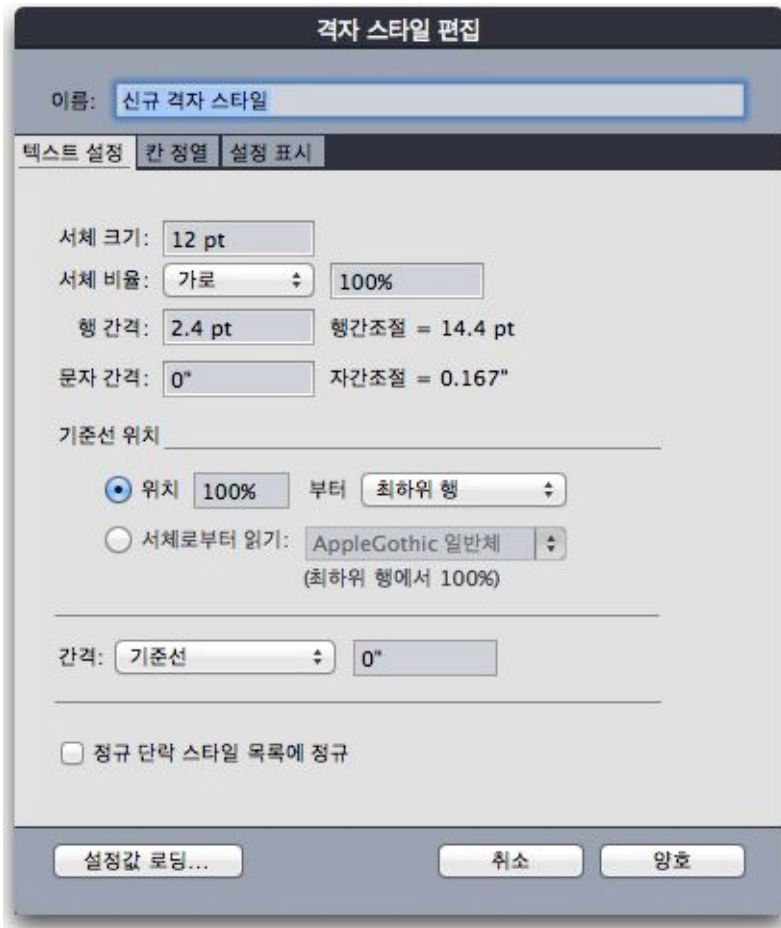 격자 스타일 편집
이름: 신규 격자 스타일
텍스트 설정 칸 정열 설정 표시
서체 크기: 12 pt
서체 비율: 가로 100%
행 간격: 2.4 pt 행간조절 = 14.4 pt
문자 간격: 0" 자간조절 = 0.167"
기준선 위치
위치 100% 부터 최하위 행
서체로부터 읽기: AppleGothic 일반체
(최하위 행에서 100%)
간격: 기준선 0"
정규 단락 스타일 목록에 정규
설정값 로딩... 취소 양호